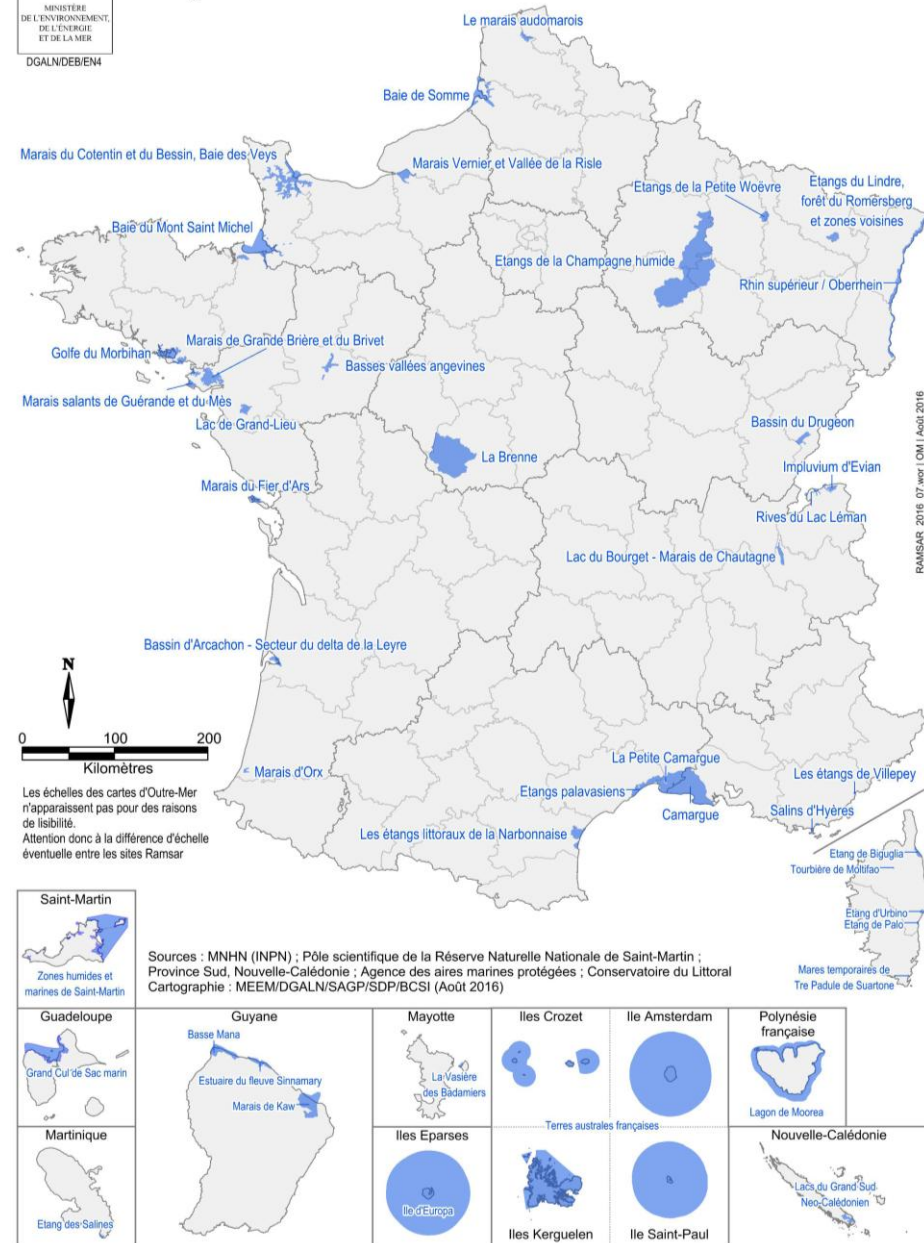 MINISTÈRE
DE L'ENVIRONNEMENT,
DE L'ÉNERGIE
ET DE LA MER
DGALN/DEB/EN4
Le marais audomarois
Baie de Somme
Marais du Cotentin et du Bessin, Baie des Veys
Marais Vernier et Vallée de la Risle
Etangs de la Petite Woëvre
Etangs du Lindre,
forêt du Romersberg
et zones voisines
Baie du Mont Saint Michel
Etangs de la Champagne humide
Rhin supérieur / Oberrhein
Marais de Grande Brière et du Brivet
Golfe du Morbihan
Basses vallées angevines
Marais salants de Guérande et du Mès
Lac de Grand-Lieu
Bassin du Drugeon
La Brenne
Impluvium d'Evian
Marais du Fier d'Ars
Rives du Lac Léman
Lac du Bourget - Marais de Chautagne
RAMSAR_2016_07.wor | OM | Août 2016
Bassin d'Arcachon - Secteur du delta de la Leyre
N
0 100 200
Kilomètres
Marais d'Orx
La Petite Camargue
Les étangs de Villepey
Etangs palavasiens
Camargue
Salins d'Hyères
Les étangs littoraux de la Narbonnaise
Les échelles des cartes d'Outre-Mer
n'apparaissent pas pour des raisons
de lisibilité.
Attention donc à la différence d'échelle
éventuelle entre les sites Ramsar
Etang de Biguglia
Tourbière de Moltifao
Etang d'Urbino
Etang de Palo
Mares temporaires de
Tre Padule de Suartone
Saint-Martin
Zones humides et
marines de Saint-Martin
Sources : MNHN (INPN) ; Pôle scientifique de la Réserve Naturelle Nationale de Saint-Martin ;
Province Sud, Nouvelle-Calédonie ; Agence des aires marines protégées ; Conservatoire du Littoral
Cartographie : MEEM/DGALN/SAGP/SDP/BCSI (Août 2016)
Guadeloupe
Grand Cul de Sac marin
Guyane
Basse Mana
Estuaire du fleuve Sinnamary
Marais de Kaw
Mayotte
La Vasière
des Badamiers
Iles Crozet
Ile Amsterdam
Polynésie
française
Lagon de Moorea
Terres australes françaises
Martinique
Etang des Salines
Iles Eparses
Ile d'Europa
Iles Kerguelen
Ile Saint-Paul
Nouvelle-Calédonie
Lacs du Grand Sud
Neo-Calédonien